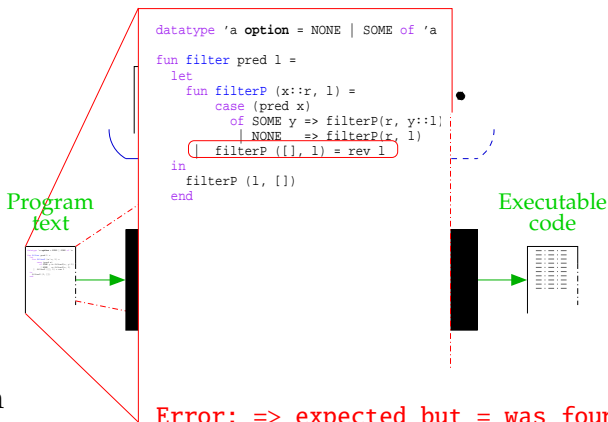 datatype 'a option = NONE | SOME of 'a
fun filter pred l =
let
fun filterP (x::r, l) =
case (pred x)
of SOME y => filterP(r, y::l)
| NONE => filterP(r, l)
| filterP ([], l) = rev l
in
filterP (l, [])
end
Program
text
Executable
code
Error: => expected but = was